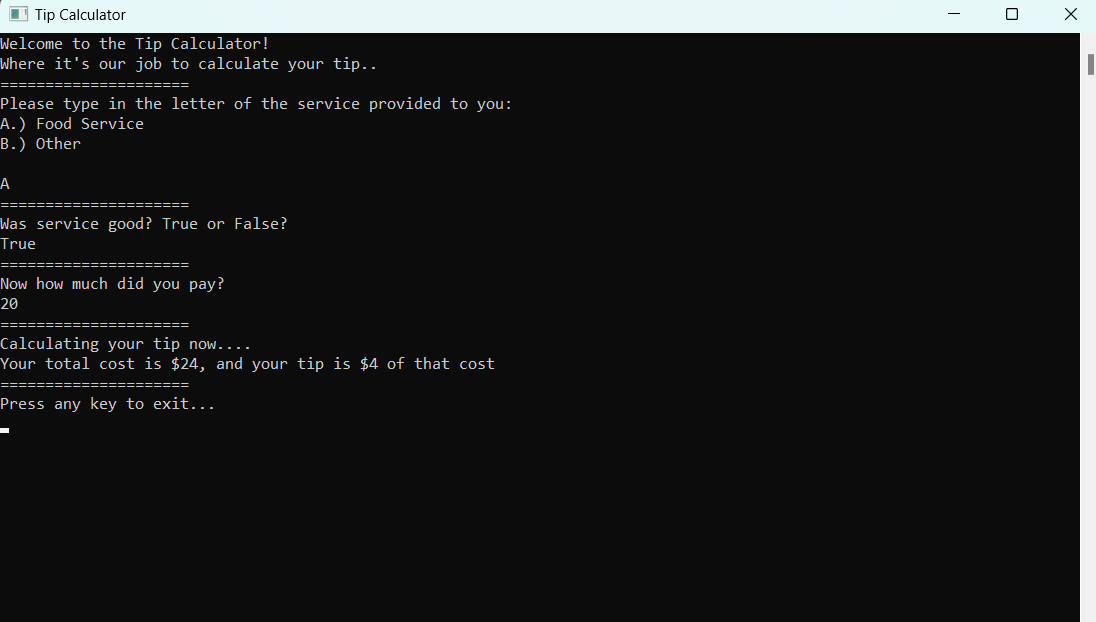 Tip Calculator
Welcome to the Tip Calculator!
Where it's our job to calculate your tip..
=====================
Please type in the letter of the service provided to you:
A.) Food Service
B.) Other
A
=====================
Was service good? True or False?
True
=====================
Now how much did you pay?
20
=====================
Calculating your tip now....
Your total cost is $24, and your tip is $4 of that cost
=====================
Press any key to exit...